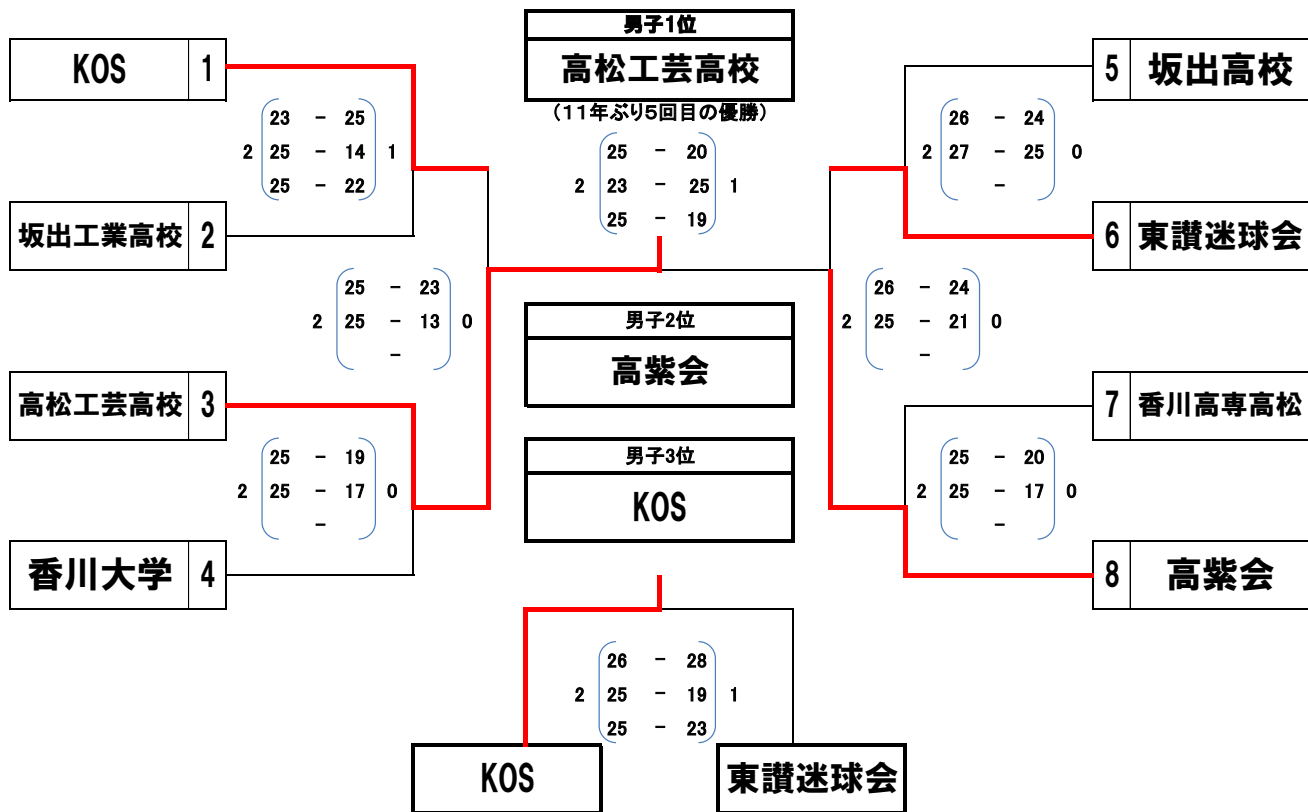 男子1位
高松工芸高校
(11年ぶり5回目の優勝)
KOS 1
坂出工業高校 2
高松工芸高校 3
香川大学 4
5 坂出高校
6 東讃迷球会
7 香川高専高松
8 高紫会
23 - 25
2 25 - 14 1
25 - 22
25 - 20
2 23 - 25 1
25 - 19
26 - 24
2 27 - 25 0
-
25 - 23
2 25 - 13 0
-
26 - 24
2 25 - 21 0
-
男子2位
高紫会
男子3位
KOS
25 - 19
2 25 - 17 0
-
25 - 20
2 25 - 17 0
-
26 - 28
2 25 - 19 1
25 - 23
KOS
東讃迷球会